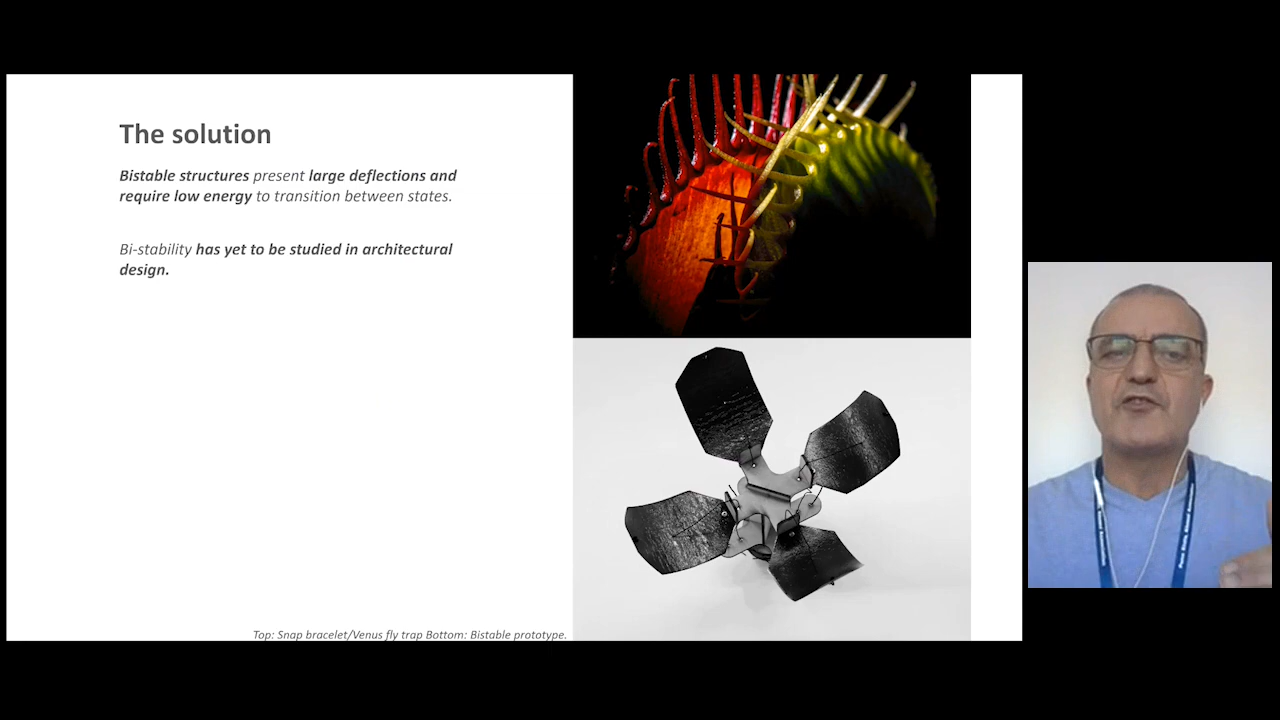 The solution
Bistable structures present large deflections and
require low energy to transition between states.
Bi-stability has yet to be studied in architectural
design.
Top: Snap bracelet/Venus fly trap Bottom: Bistable prototype.